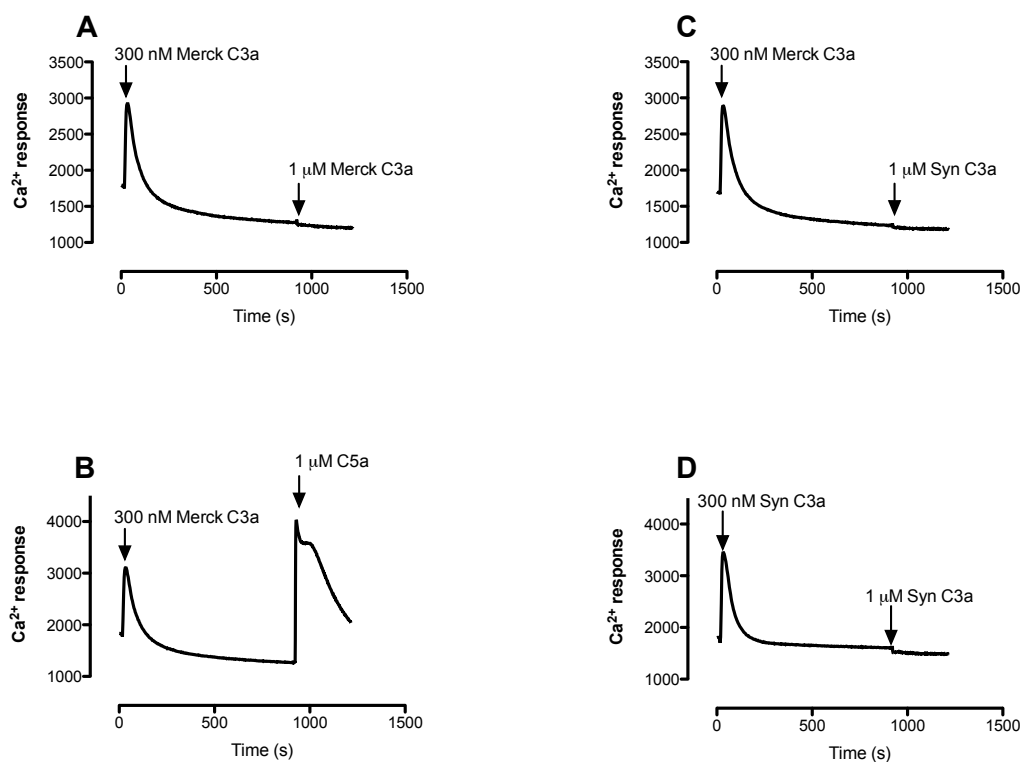 A
300 nM Merck C3a
1 μM Merck C3a
Ca2+ response
3500
3000
2500
2000
1500
1000
0 500 1000 1500
Time (s)
C
300 nM Merck C3a
1 μM Syn C3a
Ca2+ response
3500
3000
2500
2000
1500
1000
0 500 1000 1500
Time (s)
B
1 μM C5a
300 nM Merck C3a
Ca2+ response
4000
3000
2000
1000
0 500 1000 1500
Time (s)
D
300 nM Syn C3a
1 μM Syn C3a
Ca2+ response
4000
3000
2000
1000
0 500 1000 1500
Time (s)